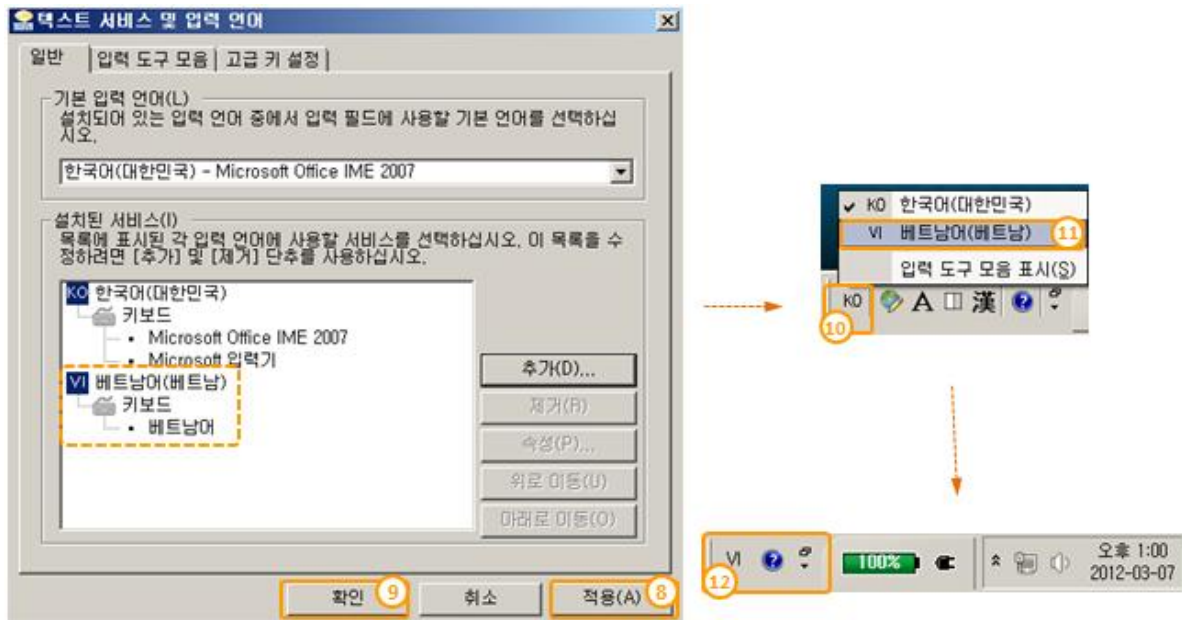 텍스트 서비스 및 입력 언어
일반
입력 도구 모음
고급 키 설정
기본 입력 언어(L)
설치되어 있는 입력 언어 중에서 입력 필드에 사용할 기본 언어를 선택하십
시오.
한국어(대한민국) - Microsoft Office IME 2007
설치된 서비스(I)
목록에 표시된 각 입력 언어에 사용할 서비스를 선택하십시오. 이 목록을 수
정하려면 [추가] 및 [제거] 단추를 사용하십시오.
KO 한국어(대한민국)
키보드
• Microsoft Office IME 2007
• Microsoft 입력기
VI 베트남어(베트남)
키보드
• 베트남어
추가(D)...
제거(R)
속성(P)...
위로 이동(U)
아래로 이동(O)
확인 9
취소
적용(A) 8
✓ KO 한국어(대한민국)
VI 베트남어(베트남) 11
입력 도구 모음 표시(S)
KO A 漢 ?
10
VI ?
12
100%
오후 1:00
2012-03-07